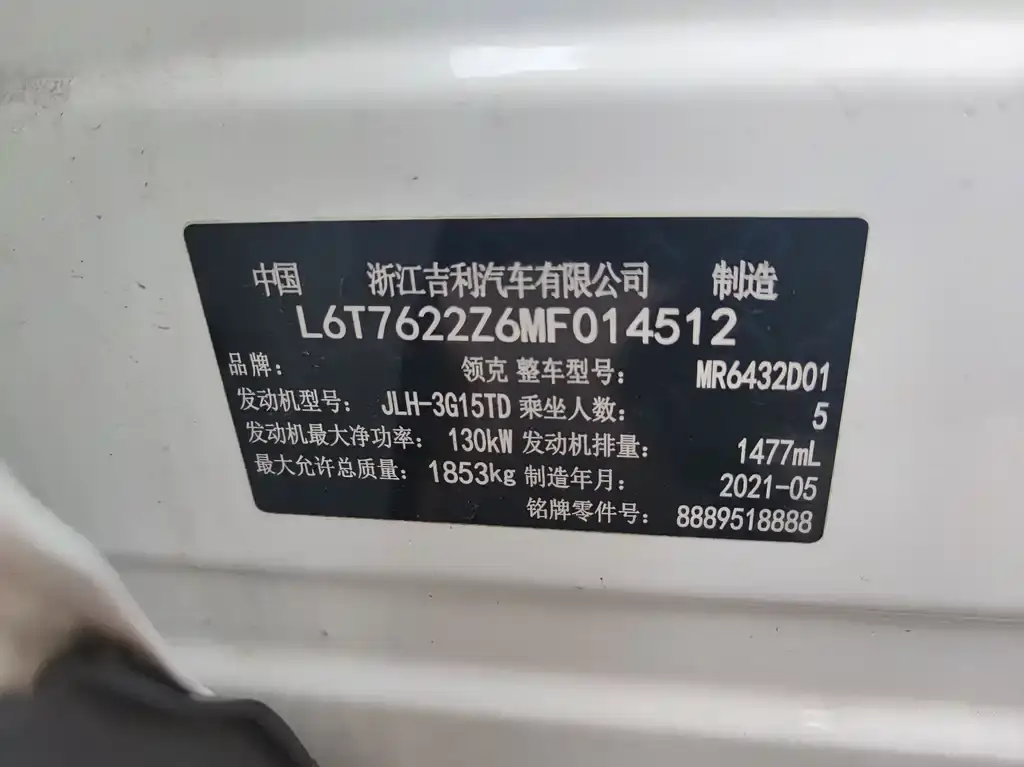 中国 浙江吉利汽车有限公司 制造
L6T7622Z6MF014512
品牌： 领克 整车型号： MR6432D01
发动机型号： JLH-3G15TD 乘坐人数： 5
发动机最大净功率： 130kW 发动机排量： 1477mL
最大允许总质量： 1853kg 制造年月： 2021-05
铭牌零件号： 8889518888